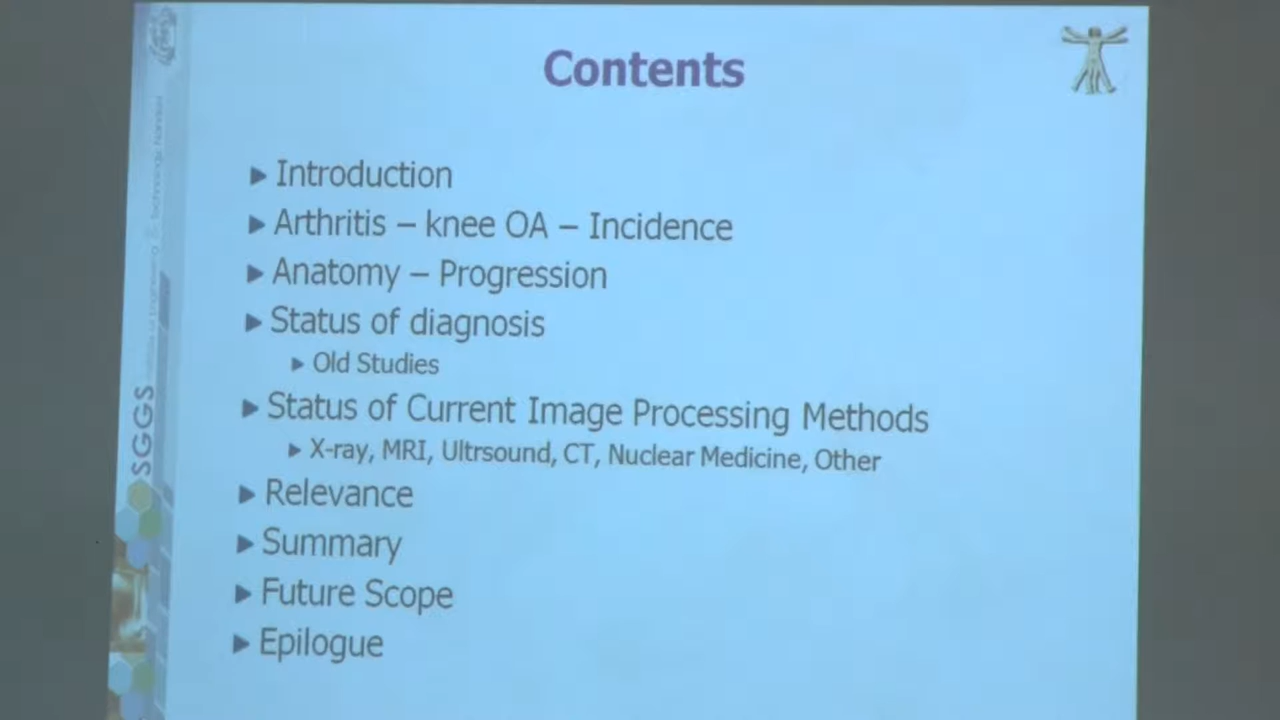 Contents
► Introduction
► Arthritis – knee OA – Incidence
► Anatomy – Progression
► Status of diagnosis
► Old Studies
► Status of Current Image Processing Methods
► X-ray, MRI, Ultrsound, CT, Nuclear Medicine, Other
► Relevance
► Summary
► Future Scope
► Epilogue
SGGS